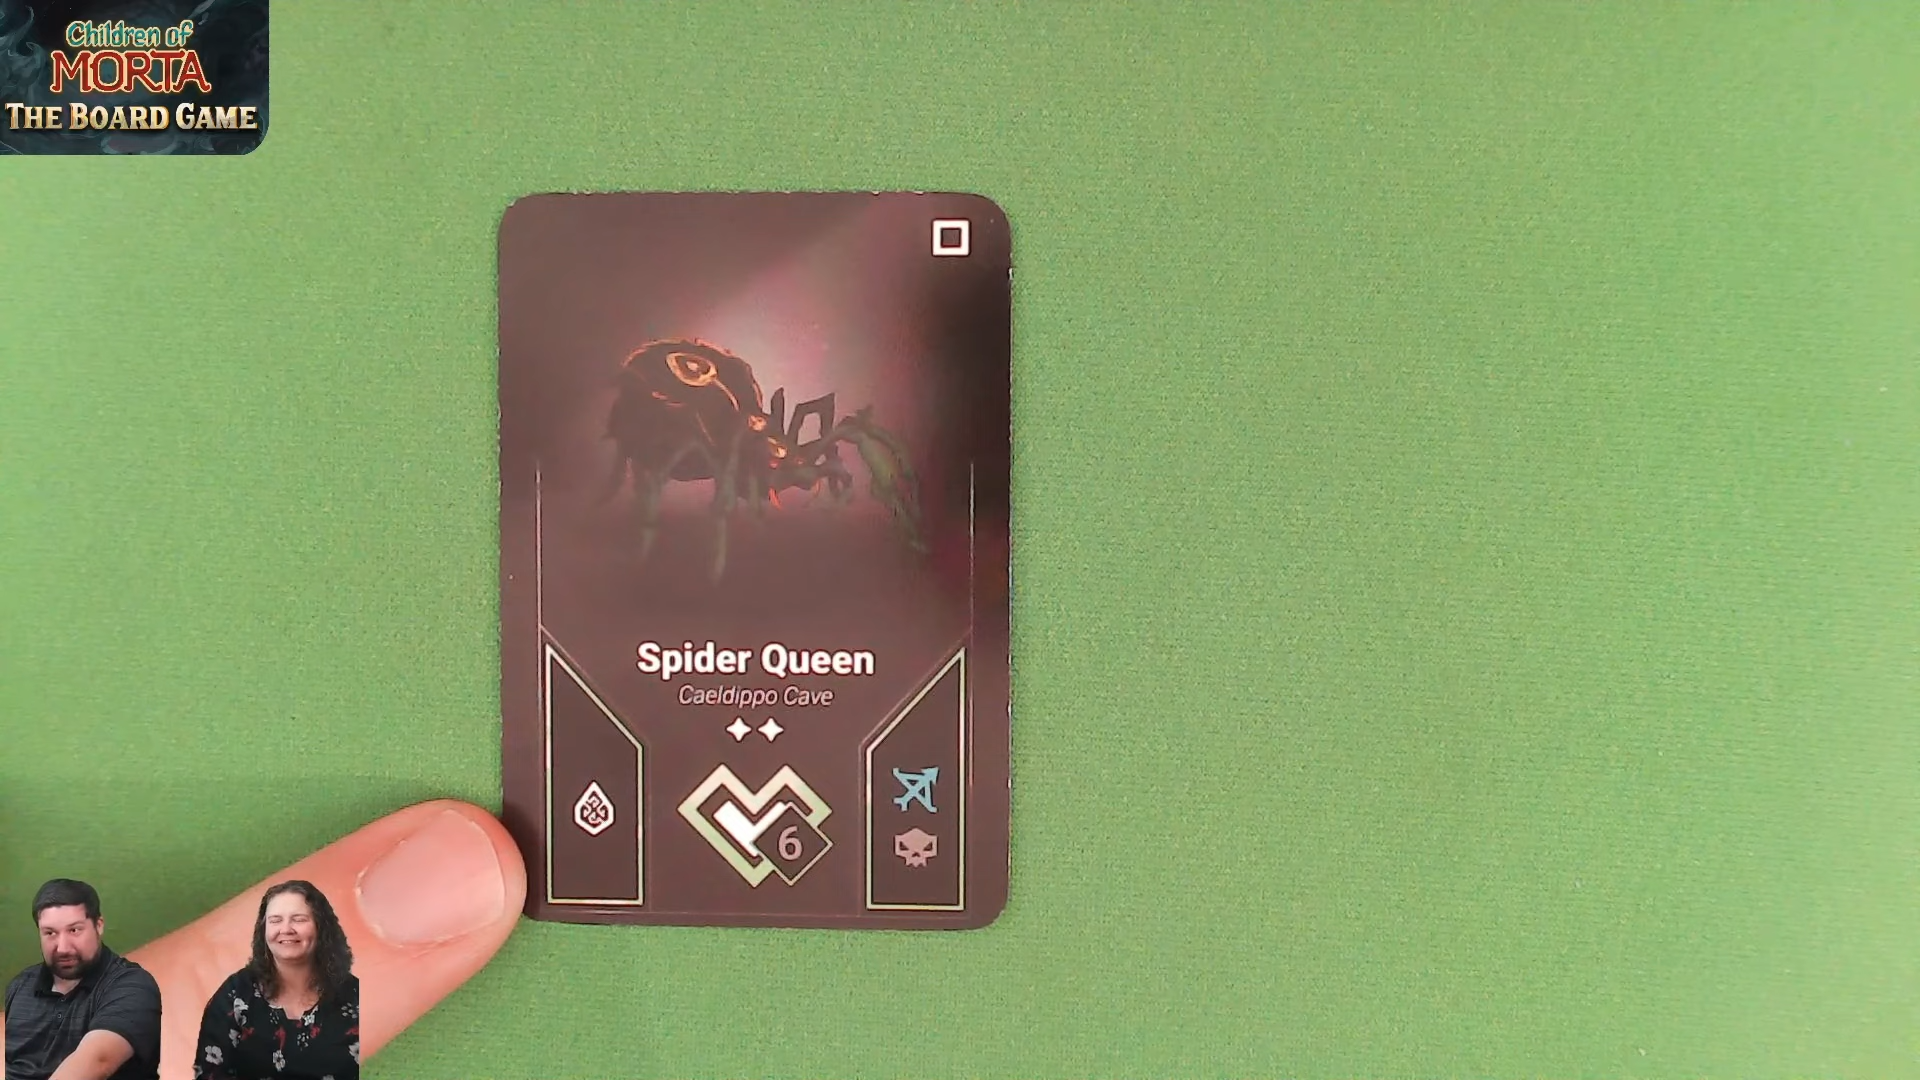 Children of
MORTA
THE BOARD GAME
Spider Queen
Caeldippo Cave
6